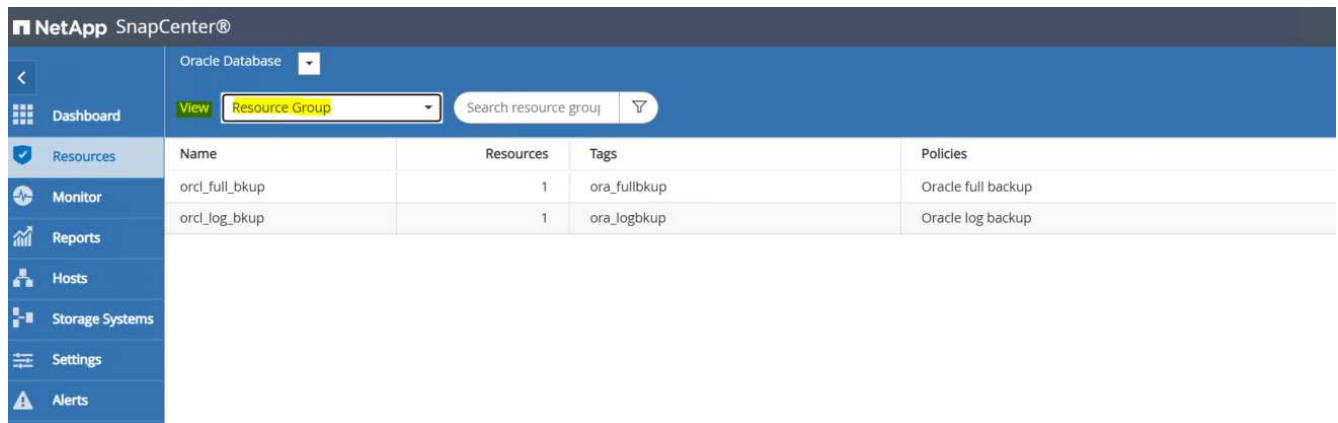 NetApp SnapCenter®
Oracle Database
View Resource Group Search resource grou
Dashboard
Resources
Monitor
Reports
Hosts
Storage Systems
Settings
Alerts
Name Resources Tags Policies
orcl_full_bkup 1 ora_fullbkup Oracle full backup
orcl_log_bkup 1 ora_logbkup Oracle log backup